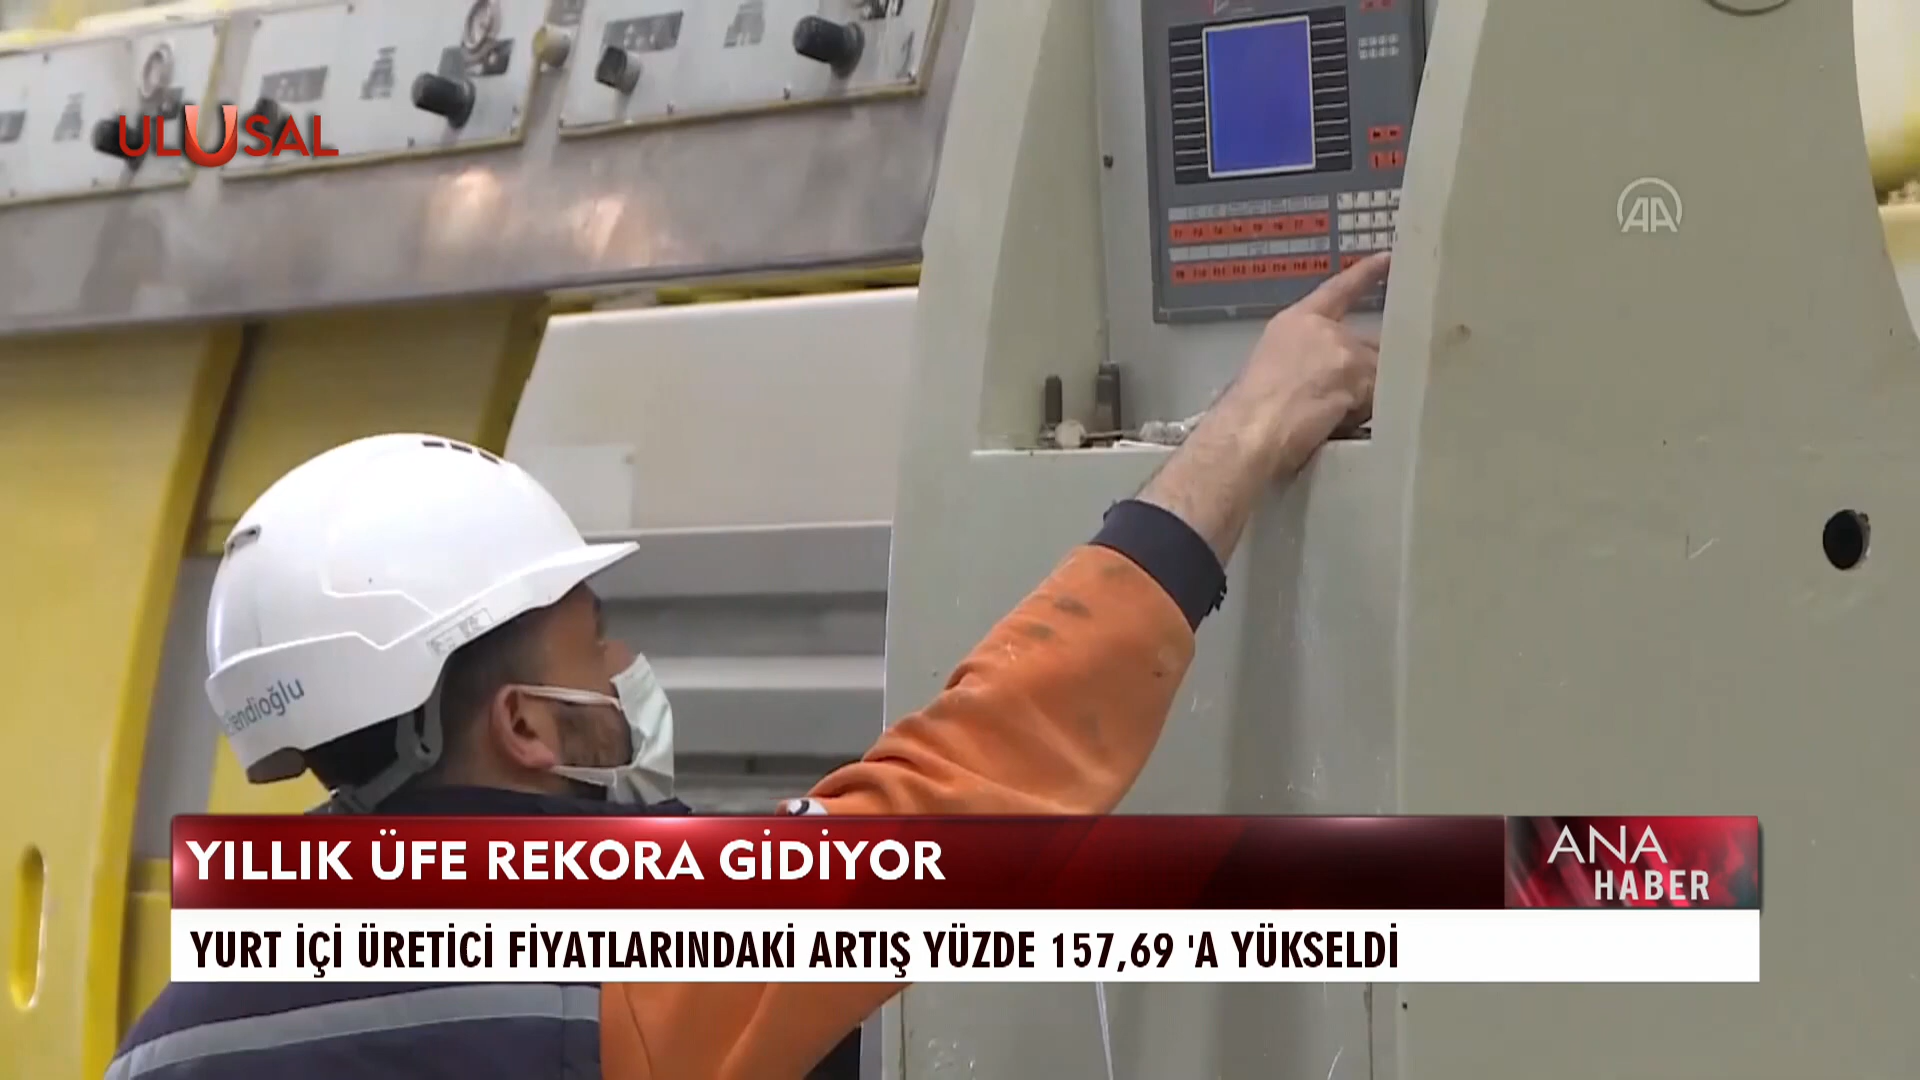 ULUSAL
AA
endioğlu
YILLIK ÜFE REKORA GİDİYOR
ANA
HABER
YURT İÇİ ÜRETİCİ FİYATLARINDAKİ ARTIŞ YÜZDE 157,69 'A YÜKSELDİ